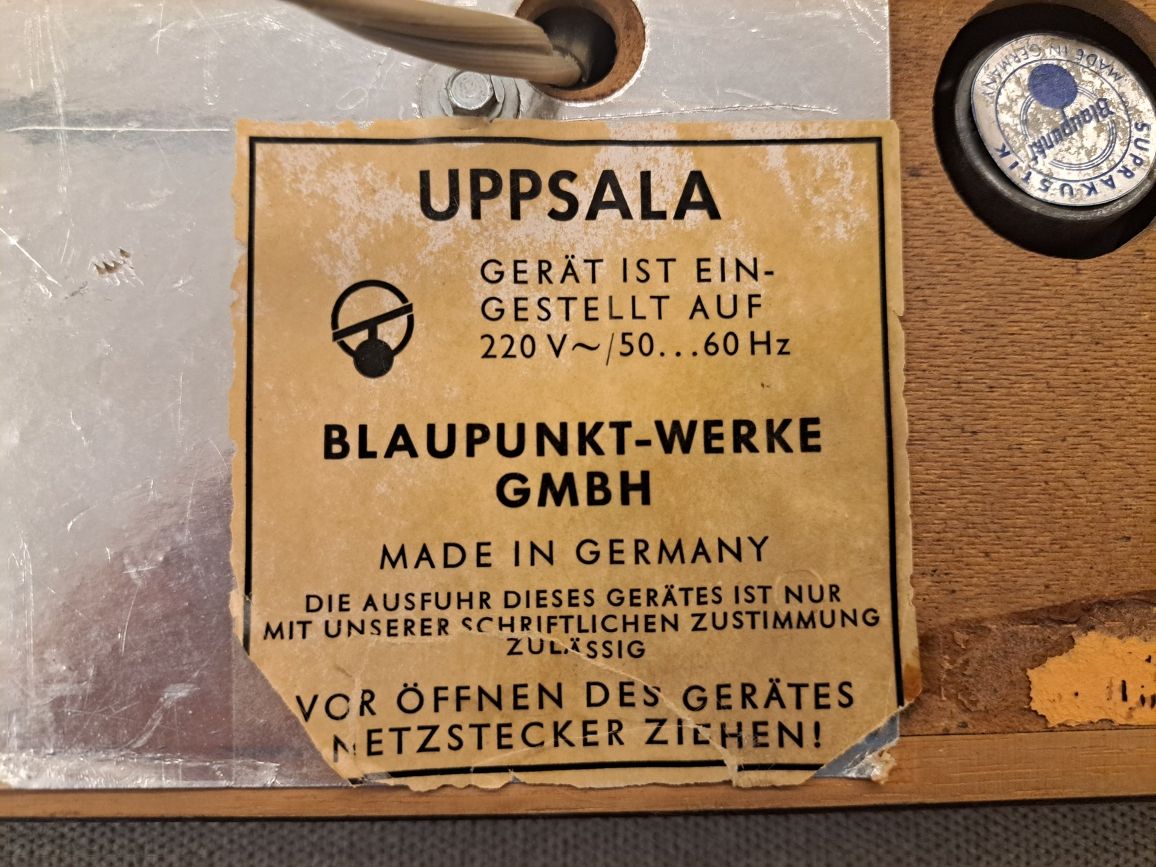 UPPSALA
GERÄT IST EIN-
GESTELLT AUF
220 V~/50...60 Hz
BLAUPUNKT-WERKE
GMBH
MADE IN GERMANY
DIE AUSFUHR DIESES GERÄTES IST NUR
MIT UNSERER SCHRIFTLICHEN ZUSTIMMUNG
ZULÄSSIG
VOR ÖFFNEN DES GERÄTES
NETZSTECKER ZIEHEN!
MADE IN GERMANY
Blaupunkt
SUPRAKUSTIK